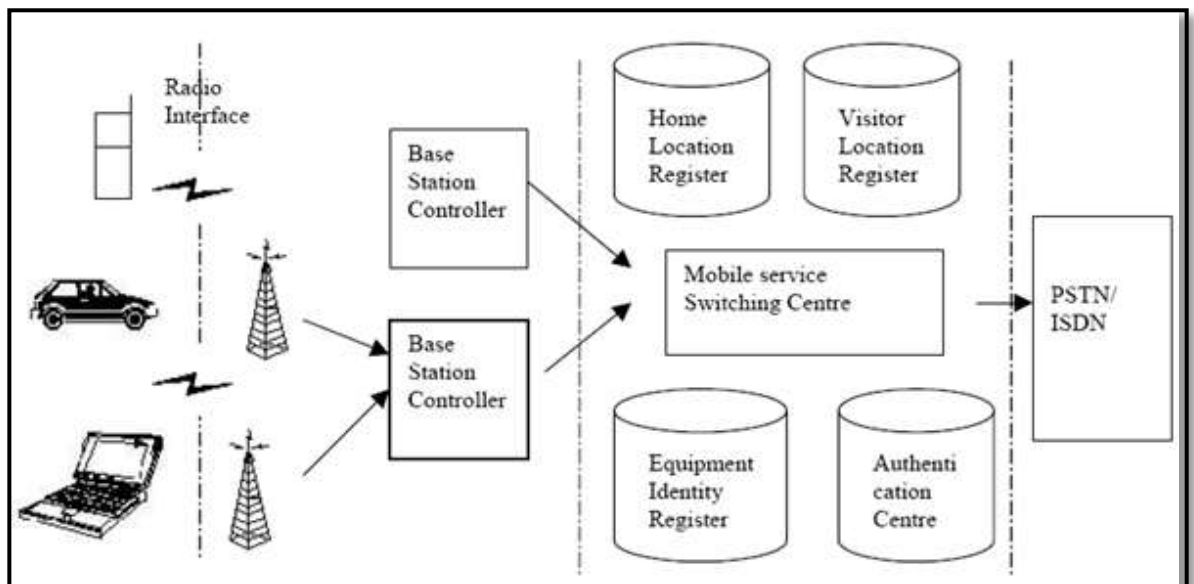 Radio
Interface
Base
Station
Controller
Base
Station
Controller
Home
Location
Register
Visitor
Location
Register
Mobile service
Switching Centre
Equipment
Identity
Register
Authenti
cation
Centre
PSTN/
ISDN